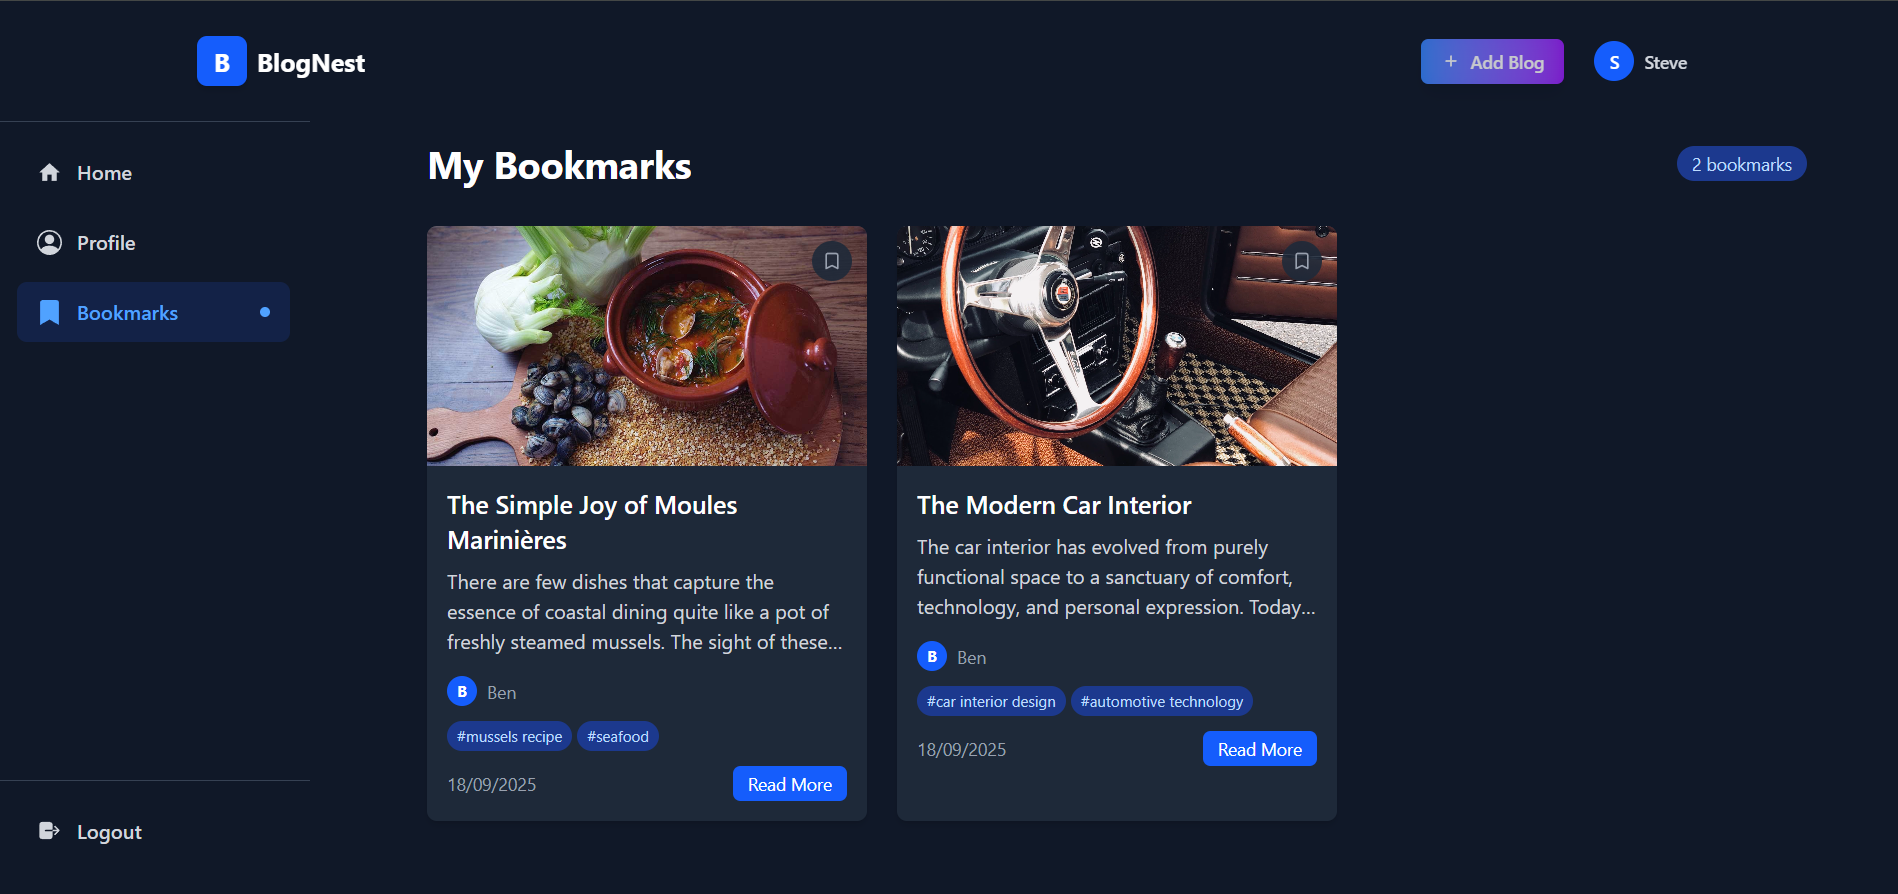 B BlogNest
+ Add Blog
S Steve
Home
Profile
Bookmarks
Logout
My Bookmarks
2 bookmarks
The Simple Joy of Moules
Marinières
There are few dishes that capture the
essence of coastal dining quite like a pot of
freshly steamed mussels. The sight of these...
B Ben
#mussels recipe #seafood
18/09/2025 Read More
The Modern Car Interior
The car interior has evolved from purely
functional space to a sanctuary of comfort,
technology, and personal expression. Today...
B Ben
#car interior design #automotive technology
18/09/2025 Read More